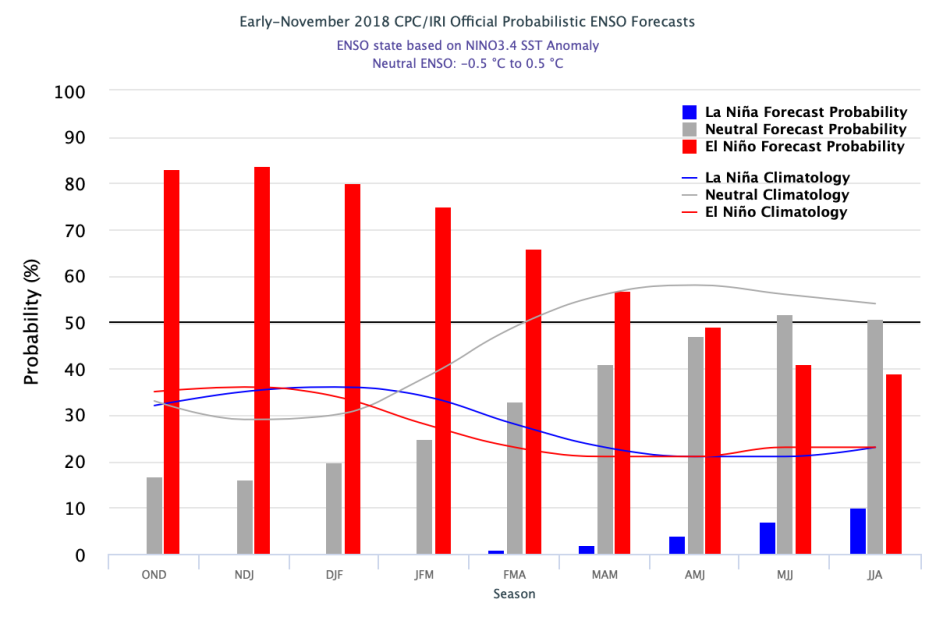 Early-November 2018 CPC/IRI Official Probabilistic ENSO Forecasts
ENSO state based on NINO3.4 SST Anomaly
Neutral ENSO: -0.5 °C to 0.5 °C
La Niña Forecast Probability
Neutral Forecast Probability
El Niño Forecast Probability
La Niña Climatology
Neutral Climatology
El Niño Climatology
Probability (%)
100
90
80
70
60
50
40
30
20
10
0
OND NDJ DJF JFM FMA MAM AMJ MJJ JJA
Season